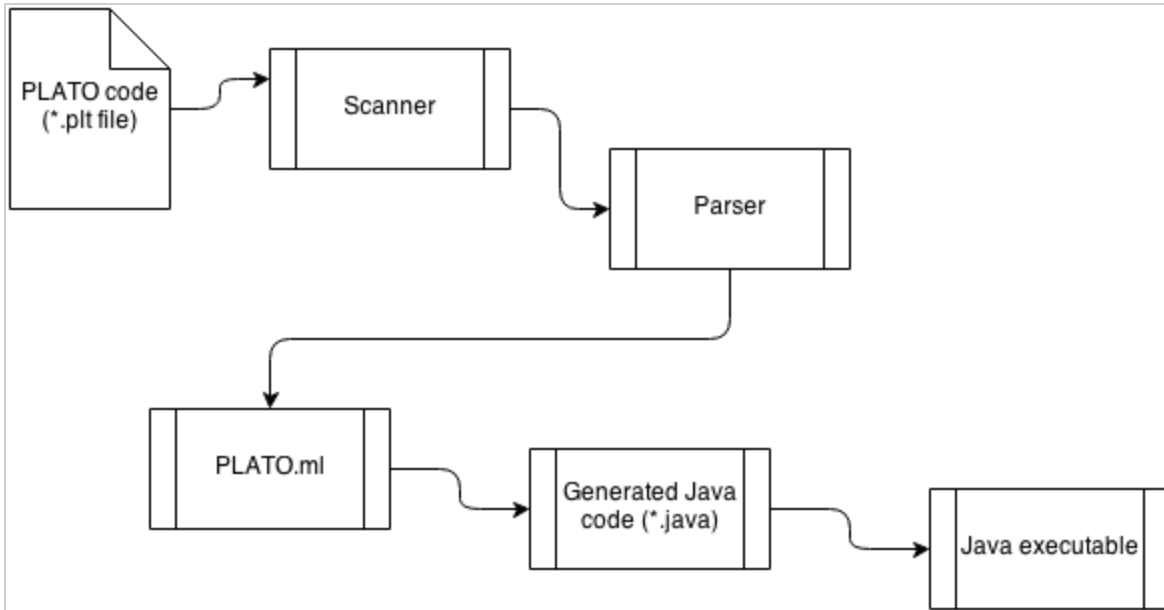 PLATO code
(*.plt file)
Scanner
Parser
PLATO.ml
Generated Java
code (*.java)
Java executable